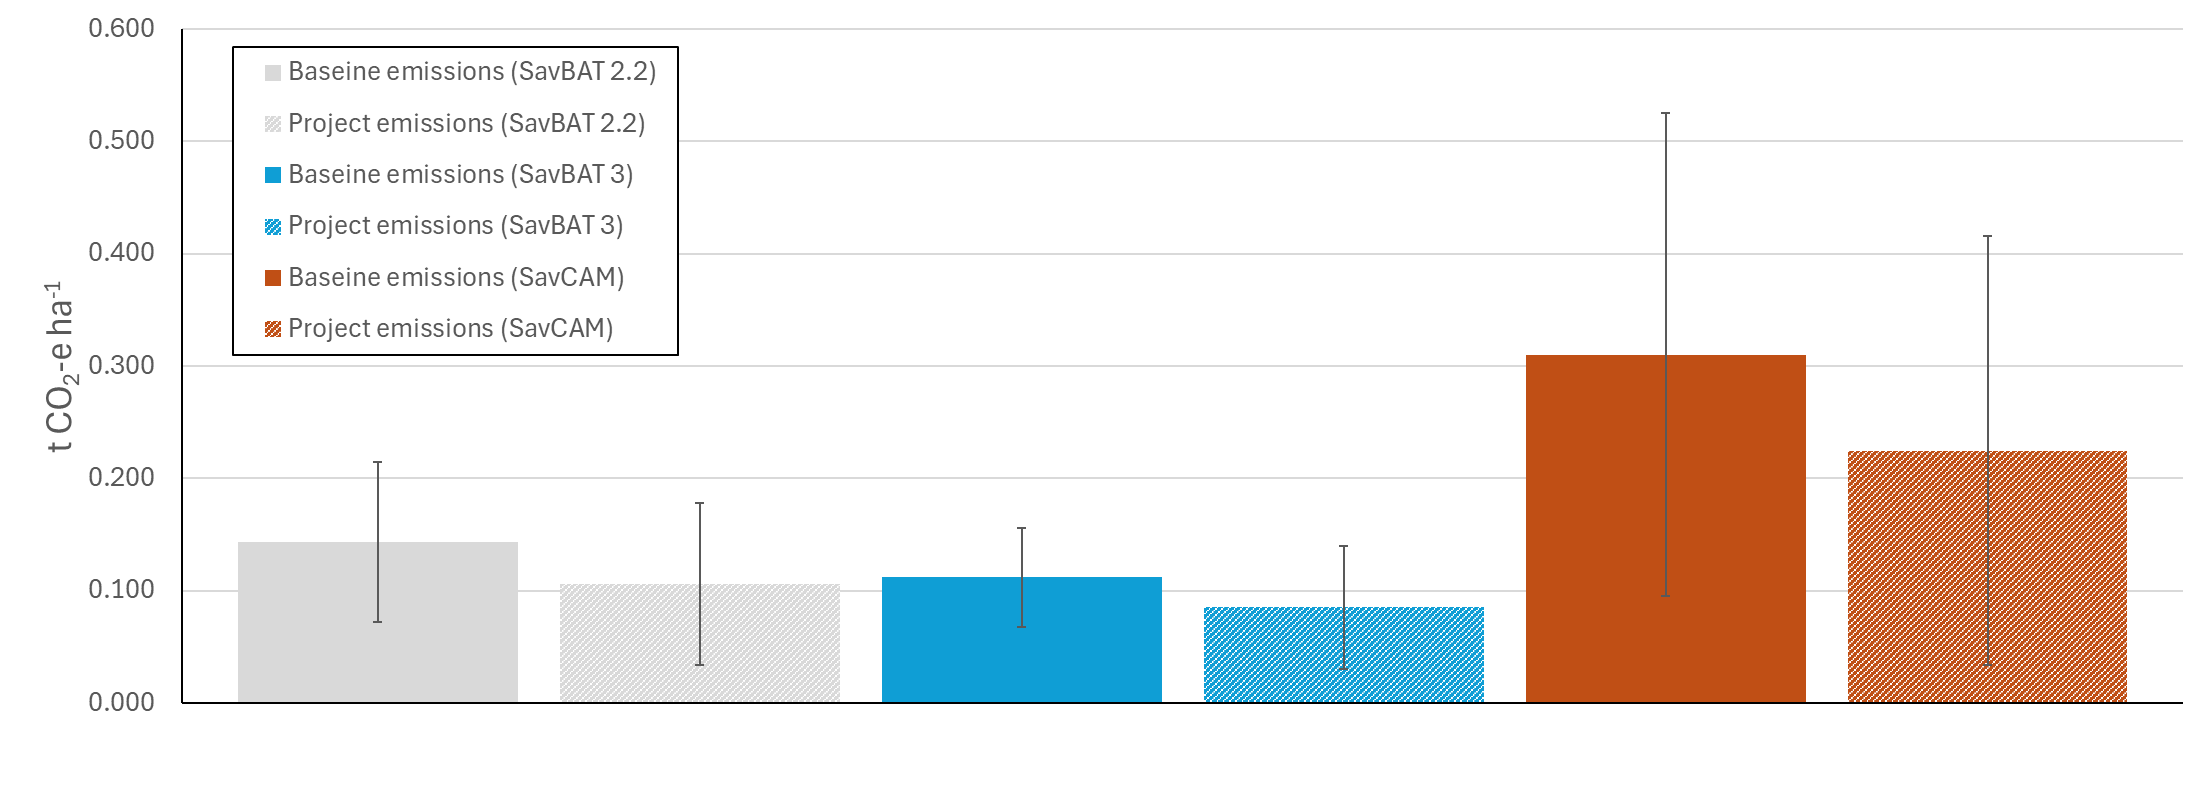 0.600
0.500
0.400
0.300
0.200
0.100
0.000
t CO₂-e ha⁻¹
Baseine emissions (SavBAT 2.2)
Project emissions (SavBAT 2.2)
Baseine emissions (SavBAT 3)
Project emissions (SavBAT 3)
Baseine emissions (SavCAM)
Project emissions (SavCAM)